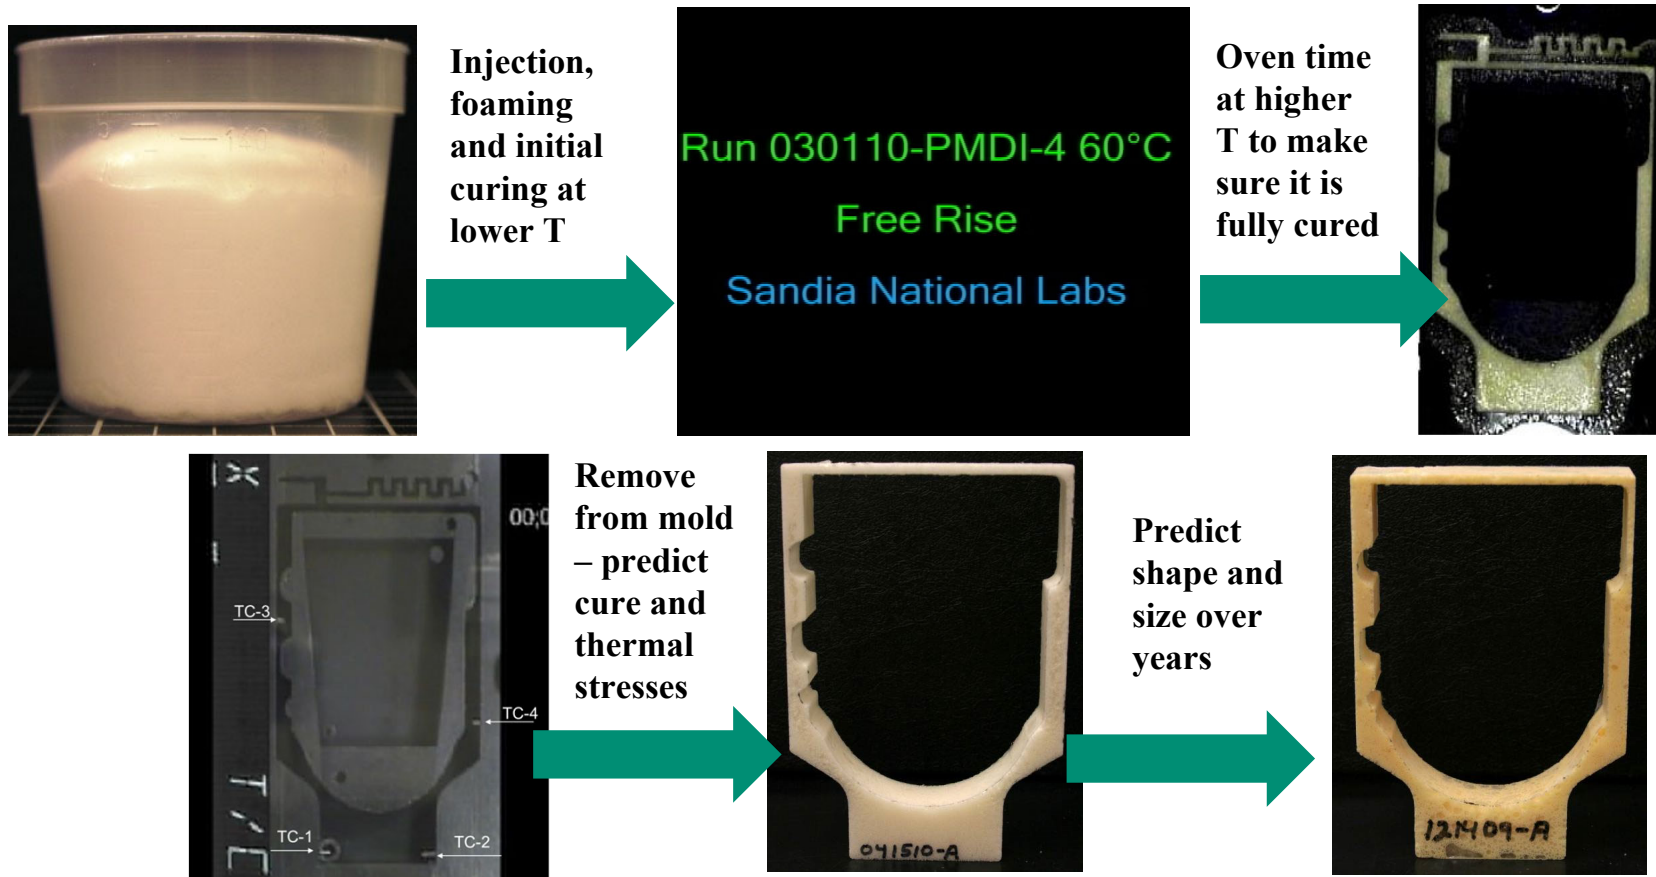 Injection,
foaming
and initial
curing at
lower T
Run 030110-PMDI-4 60°C
Free Rise
Sandia National Labs
Oven time
at higher
T to make
sure it is
fully cured
140
TC-3
TC-4
TC-1
TC-2
Remove
from mold
– predict
cure and
thermal
stresses
041510-A
Predict
shape and
size over
years
121409-A